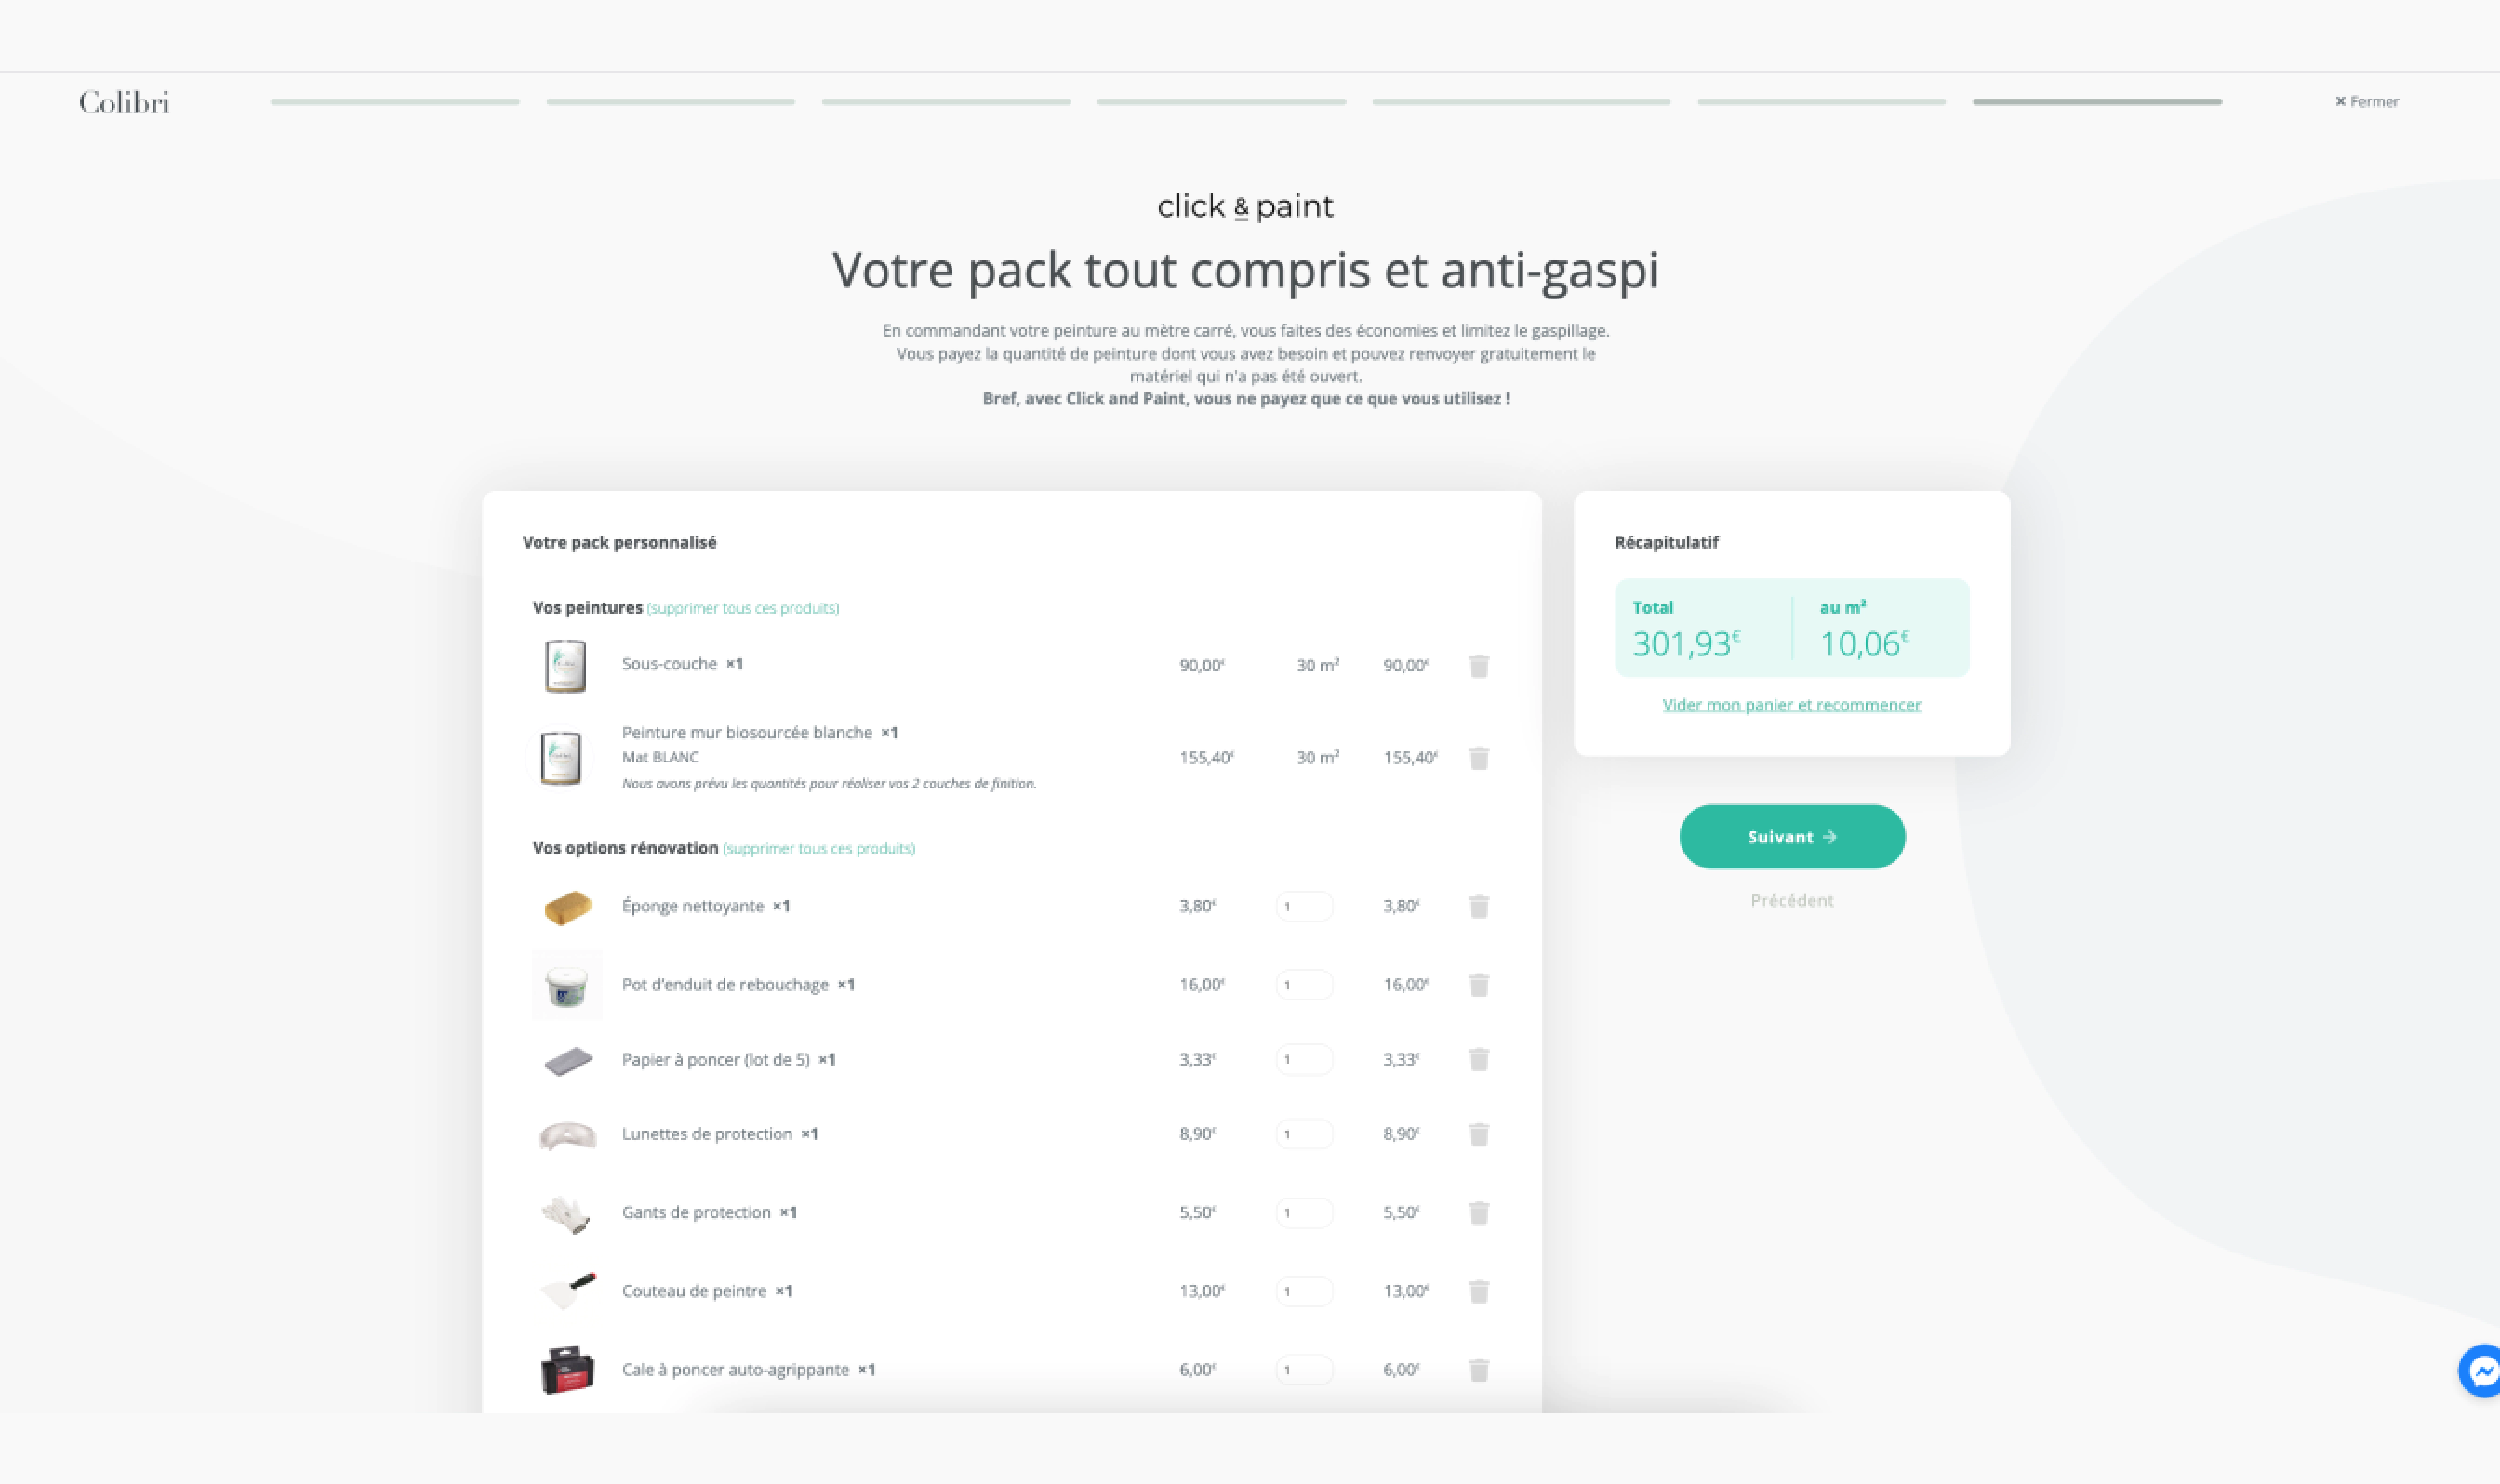 Colibri
× Fermer
click & paint
Votre pack tout compris et anti-gaspi
En commandant votre peinture au mètre carré, vous faites des économies et limitez le gaspillage.
Vous payez la quantité de peinture dont vous avez besoin et pouvez renvoyer gratuitement le
matériel qui n'a pas été ouvert.
Bref, avec Click and Paint, vous ne payez que ce que vous utilisez !
Votre pack personnalisé
Vos peintures (supprimer tous ces produits)
Sous-couche ×1 90,00€ 30 m² 90,00€
Peinture mur biosourcée blanche ×1
Mat BLANC 155,40€ 30 m² 155,40€
Nous avons prévu les quantités pour réaliser vos 2 couches de finition.
Vos options rénovation (supprimer tous ces produits)
Éponge nettoyante ×1 3,80€ 1 3,80€
Pot d'enduit de rebouchage ×1 16,00€ 1 16,00€
Papier à poncer (lot de 5) ×1 3,33€ 1 3,33€
Lunettes de protection ×1 8,90€ 1 8,90€
Gants de protection ×1 5,50€ 1 5,50€
Couteau de peintre ×1 13,00€ 1 13,00€
Cale à poncer auto-agrippante ×1 6,00€ 1 6,00€
Récapitulatif
Total au m²
301,93€ 10,06€
Vider mon panier et recommencer
Suivant →
Précédent